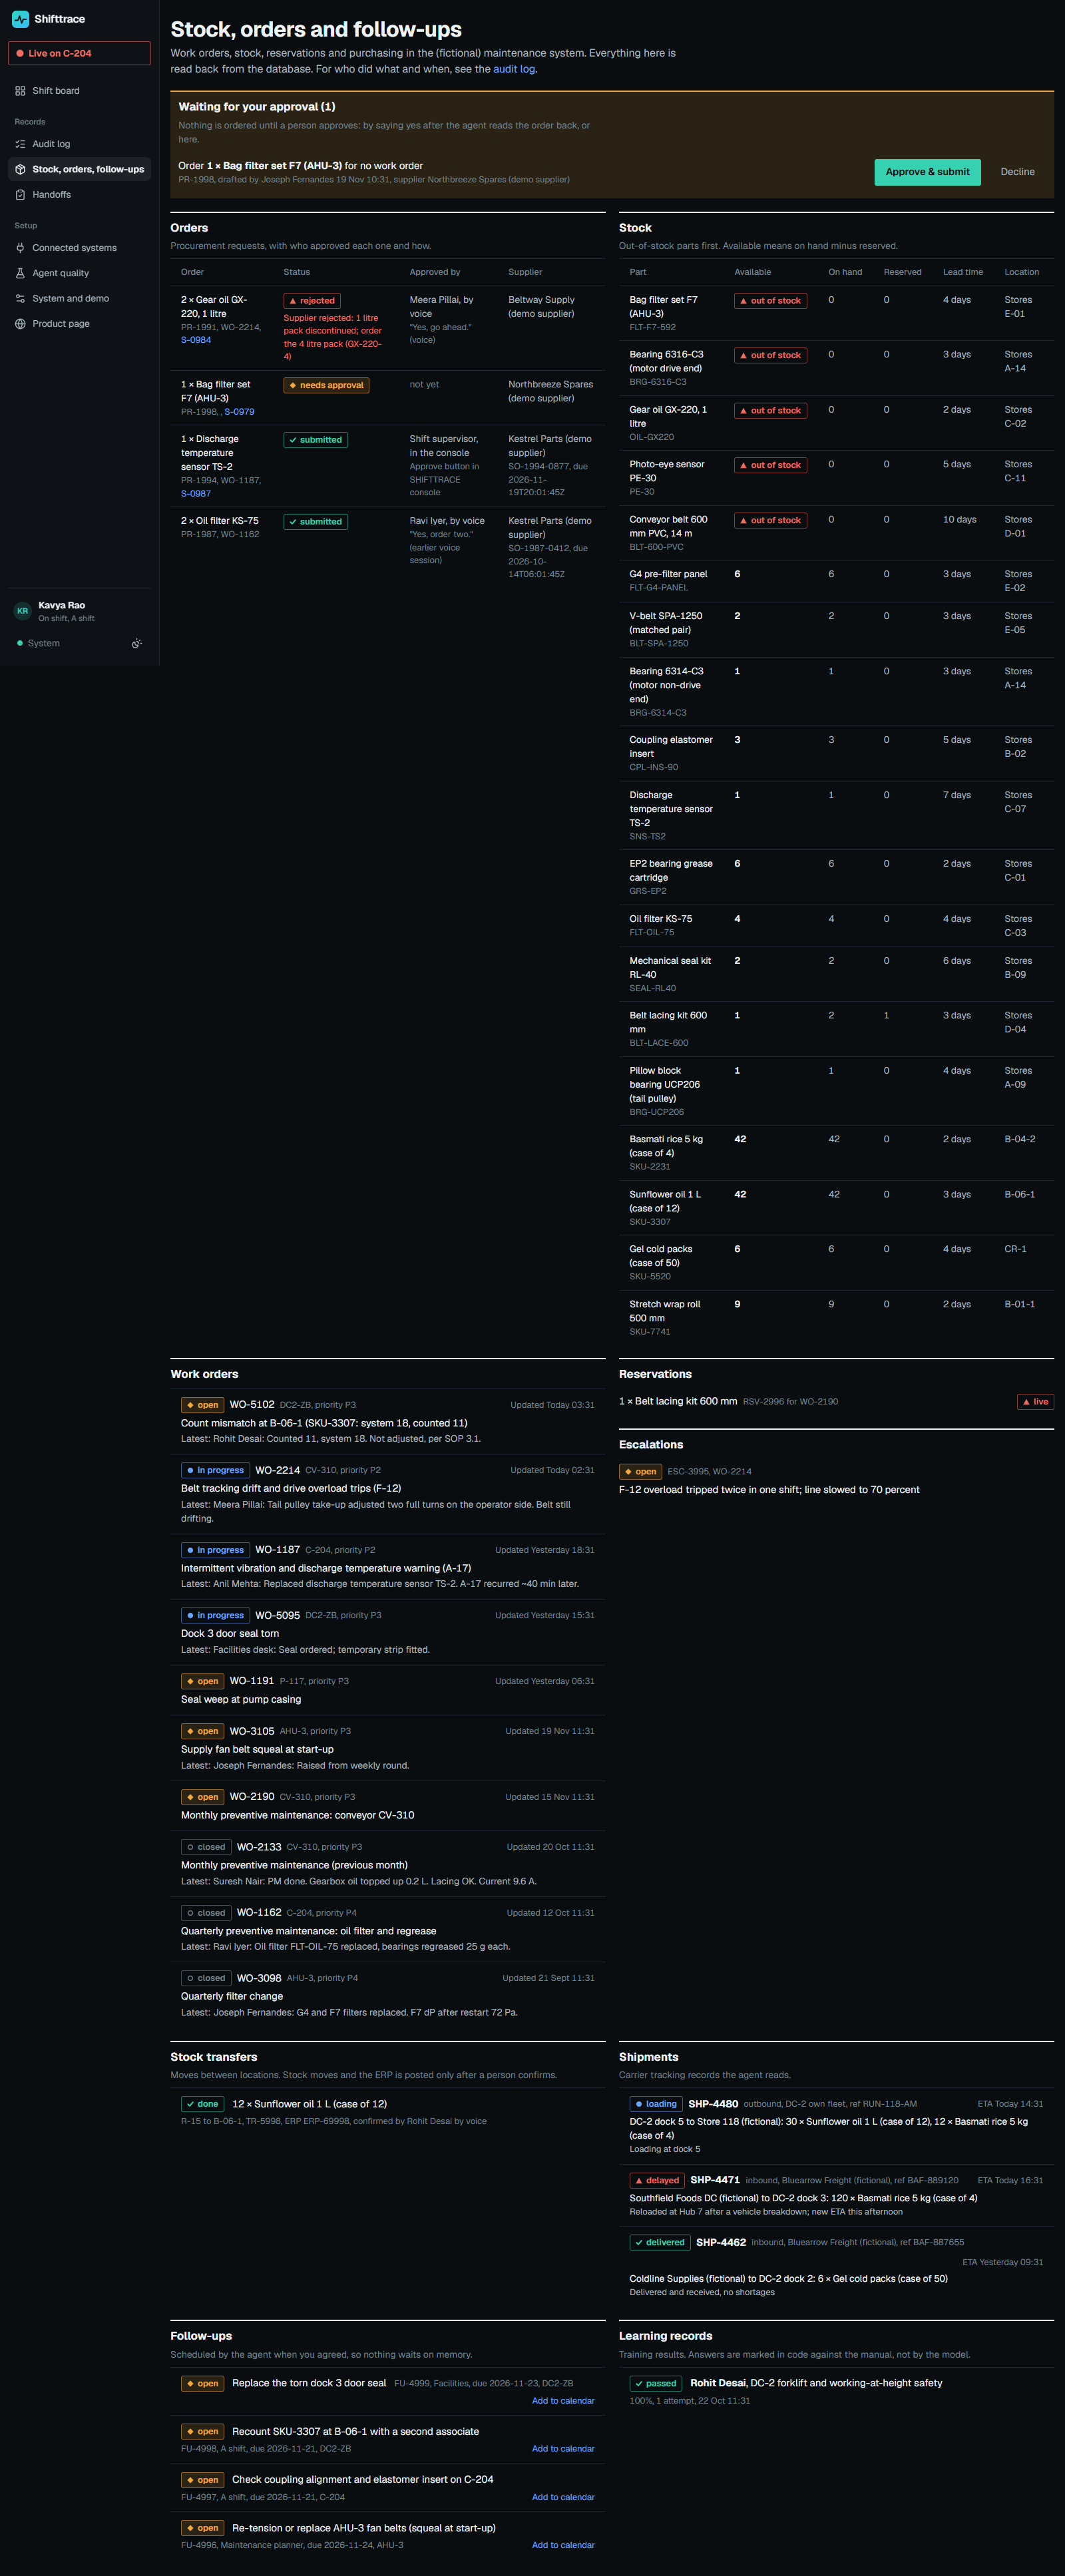 Shifttrace
Live on C-204
Shift board
Records
Audit log
Stock, orders, follow-ups
Handoffs
Setup
Connected systems
Agent quality
System and demo
Product page
KR
Kavya Rao
On shift, A shift
System
Stock, orders and follow-ups
Work orders, stock, reservations and purchasing in the (fictional) maintenance system. Everything here is
read back from the database. For who did what and when, see the audit log.
Waiting for your approval (1)
Nothing is ordered until a person approves: by saying yes after the agent reads the order back, or
here.
Order 1 × Bag filter set F7 (AHU-3) for no work order
PR-1998, drafted by Joseph Fernandes 19 Nov 10:31, supplier Northbreeze Spares (demo supplier)
Approve & submit
Decline
Orders
Procurement requests, with who approved each one and how.
Order Status Approved by Supplier
2 × Gear oil GX-
220, 1 litre
PR-1991, WO-2214,
S-0984
rejected
Supplier rejected: 1 litre
pack discontinued; order
the 4 litre pack (GX-220-
4)
Meera Pillai, by
voice
"Yes, go ahead."
(voice)
Beltway Supply
(demo supplier)
1 × Bag filter set
F7 (AHU-3)
PR-1998, , S-0979
needs approval
not yet
Northbreeze Spares
(demo supplier)
1 × Discharge
temperature
sensor TS-2
PR-1994, WO-1187,
S-0987
submitted
Shift supervisor,
in the console
Approve button in
SHIFTTRACE
console
Kestrel Parts (demo
supplier)
SO-1994-0877, due
2026-11-
19T20:01:45Z
2 × Oil filter KS-75
PR-1987, WO-1162
submitted
Ravi Iyer, by voice
"Yes, order two."
(earlier voice
session)
Kestrel Parts (demo
supplier)
SO-1987-0412, due
2026-10-
14T06:01:45Z
Stock
Out-of-stock parts first. Available means on hand minus reserved.
Part Available On hand Reserved Lead time Location
Bag filter set F7
(AHU-3)
FLT-F7-592
out of stock 0 0 4 days Stores
E-01
Bearing 6316-C3
(motor drive end)
BRG-6316-C3
out of stock 0 0 3 days Stores
A-14
Gear oil GX-220, 1
litre
OIL-GX220
out of stock 0 0 2 days Stores
C-02
Photo-eye sensor
PE-30
PE-30
out of stock 0 0 5 days Stores
C-11
Conveyor belt 600
mm PVC, 14 m
BLT-600-PVC
out of stock 0 0 10 days Stores
D-01
G4 pre-filter panel
FLT-G4-PANEL
6 6 0 3 days Stores
E-02
V-belt SPA-1250
(matched pair)
BLT-SPA-1250
2 2 0 3 days Stores
E-05
Bearing 6314-C3
(motor non-drive
end)
BRG-6314-C3
1 1 0 3 days Stores
A-14
Coupling elastomer
insert
CPL-INS-90
3 3 0 5 days Stores
B-02
Discharge
temperature sensor
TS-2
SNS-TS2
1 1 0 7 days Stores
C-07
EP2 bearing grease
cartridge
GRS-EP2
6 6 0 2 days Stores
C-01
Oil filter KS-75
FLT-OIL-75
4 4 0 4 days Stores
C-03
Mechanical seal kit
RL-40
SEAL-RL40
2 2 0 6 days Stores
B-09
Belt lacing kit 600
mm
BLT-LACE-600
1 2 1 3 days Stores
D-04
Pillow block
bearing UCP206
(tail pulley)
BRG-UCP206
1 1 0 4 days Stores
A-09
Basmati rice 5 kg
(case of 4)
SKU-2231
42 42 0 2 days B-04-2
Sunflower oil 1 L
(case of 12)
SKU-3307
42 42 0 3 days B-06-1
Gel cold packs
(case of 50)
SKU-5520
6 6 0 4 days CR-1
Stretch wrap roll
500 mm
SKU-7741
9 9 0 2 days B-01-1
Work orders
open WO-5102 DC2-ZB, priority P3 Updated Today 03:31
Count mismatch at B-06-1 (SKU-3307: system 18, counted 11)
Latest: Rohit Desai: Counted 11, system 18. Not adjusted, per SOP 3.1.
in progress WO-2214 CV-310, priority P2 Updated Today 02:31
Belt tracking drift and drive overload trips (F-12)
Latest: Meera Pillai: Tail pulley take-up adjusted two full turns on the operator side. Belt still
drifting.
in progress WO-1187 C-204, priority P2 Updated Yesterday 18:31
Intermittent vibration and discharge temperature warning (A-17)
Latest: Anil Mehta: Replaced discharge temperature sensor TS-2. A-17 recurred ~40 min later.
in progress WO-5095 DC2-ZB, priority P3 Updated Yesterday 15:31
Dock 3 door seal torn
Latest: Facilities desk: Seal ordered; temporary strip fitted.
open WO-1191 P-117, priority P3 Updated Yesterday 06:31
Seal weep at pump casing
open WO-3105 AHU-3, priority P3 Updated 19 Nov 11:31
Supply fan belt squeal at start-up
Latest: Joseph Fernandes: Raised from weekly round.
open WO-2190 CV-310, priority P3 Updated 15 Nov 11:31
Monthly preventive maintenance: conveyor CV-310
closed WO-2133 CV-310, priority P3 Updated 20 Oct 11:31
Monthly preventive maintenance (previous month)
Latest: Suresh Nair: PM done. Gearbox oil topped up 0.2 L. Lacing OK. Current 9.6 A.
closed WO-1162 C-204, priority P4 Updated 12 Oct 11:31
Quarterly preventive maintenance: oil filter and regrease
Latest: Ravi Iyer: Oil filter FLT-OIL-75 replaced, bearings regreased 25 g each.
closed WO-3098 AHU-3, priority P4 Updated 21 Sept 11:31
Quarterly filter change
Latest: Joseph Fernandes: G4 and F7 filters replaced. F7 dP after restart 72 Pa.
Reservations
1 × Belt lacing kit 600 mm RSV-2996 for WO-2190 live
Escalations
open ESC-3995, WO-2214
F-12 overload tripped twice in one shift; line slowed to 70 percent
Stock transfers
Moves between locations. Stock moves and the ERP is posted only after a person confirms.
done 12 × Sunflower oil 1 L (case of 12)
R-15 to B-06-1, TR-5998, ERP ERP-69998, confirmed by Rohit Desai by voice
Shipments
Carrier tracking records the agent reads.
loading SHP-4480 outbound, DC-2 own fleet, ref RUN-118-AM ETA Today 14:31
DC-2 dock 5 to Store 118 (fictional): 30 × Sunflower oil 1 L (case of 12), 12 × Basmati rice 5 kg
(case of 4)
Loading at dock 5
delayed SHP-4471 inbound, Bluearrow Freight (fictional), ref BAF-889120 ETA Today 16:31
Southfield Foods DC (fictional) to DC-2 dock 3: 120 × Basmati rice 5 kg (case of 4)
Reloaded at Hub 7 after a vehicle breakdown; new ETA this afternoon
delivered SHP-4462 inbound, Bluearrow Freight (fictional), ref BAF-887655
ETA Yesterday 09:31
Coldline Supplies (fictional) to DC-2 dock 2: 6 × Gel cold packs (case of 50)
Delivered and received, no shortages
Follow-ups
Scheduled by the agent when you agreed, so nothing waits on memory.
open Replace the torn dock 3 door seal FU-4999, Facilities, due 2026-11-23, DC2-ZB
Add to calendar
open Recount SKU-3307 at B-06-1 with a second associate
FU-4998, A shift, due 2026-11-21, DC2-ZB Add to calendar
open Check coupling alignment and elastomer insert on C-204
FU-4997, A shift, due 2026-11-21, C-204 Add to calendar
open Re-tension or replace AHU-3 fan belts (squeal at start-up)
FU-4996, Maintenance planner, due 2026-11-24, AHU-3 Add to calendar
Learning records
Training results. Answers are marked in code against the manual, not by the model.
passed Rohit Desai, DC-2 forklift and working-at-height safety
100%, 1 attempt, 22 Oct 11:31